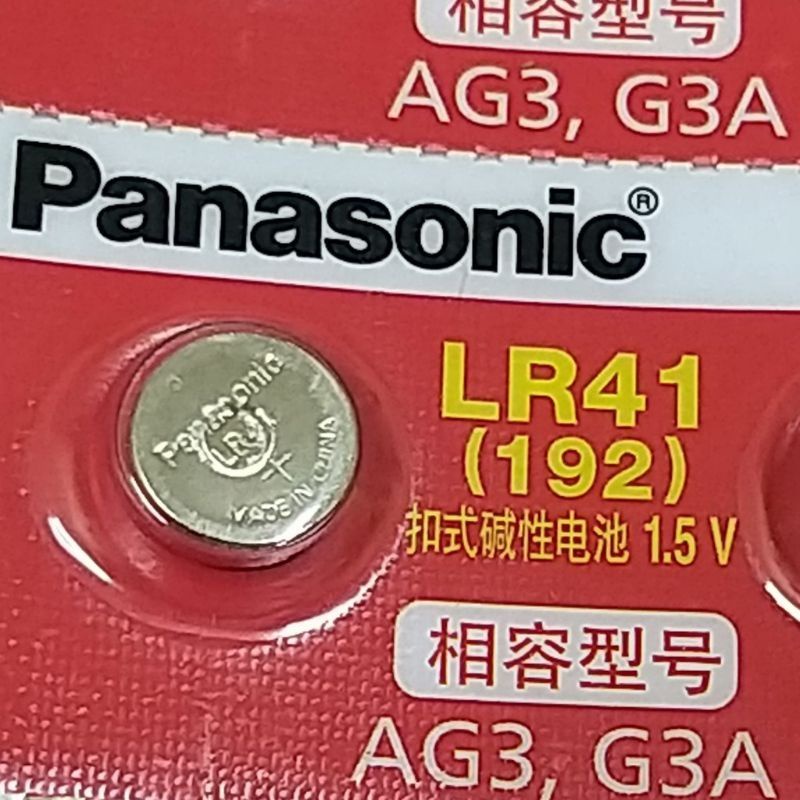 相容型号
AG3, G3A
Panasonic®
LR41
(192)
扣式碱性电池 1.5 V
Panasonic
LR41
+
MADE IN CHINA
相容型号
AG3, G3A